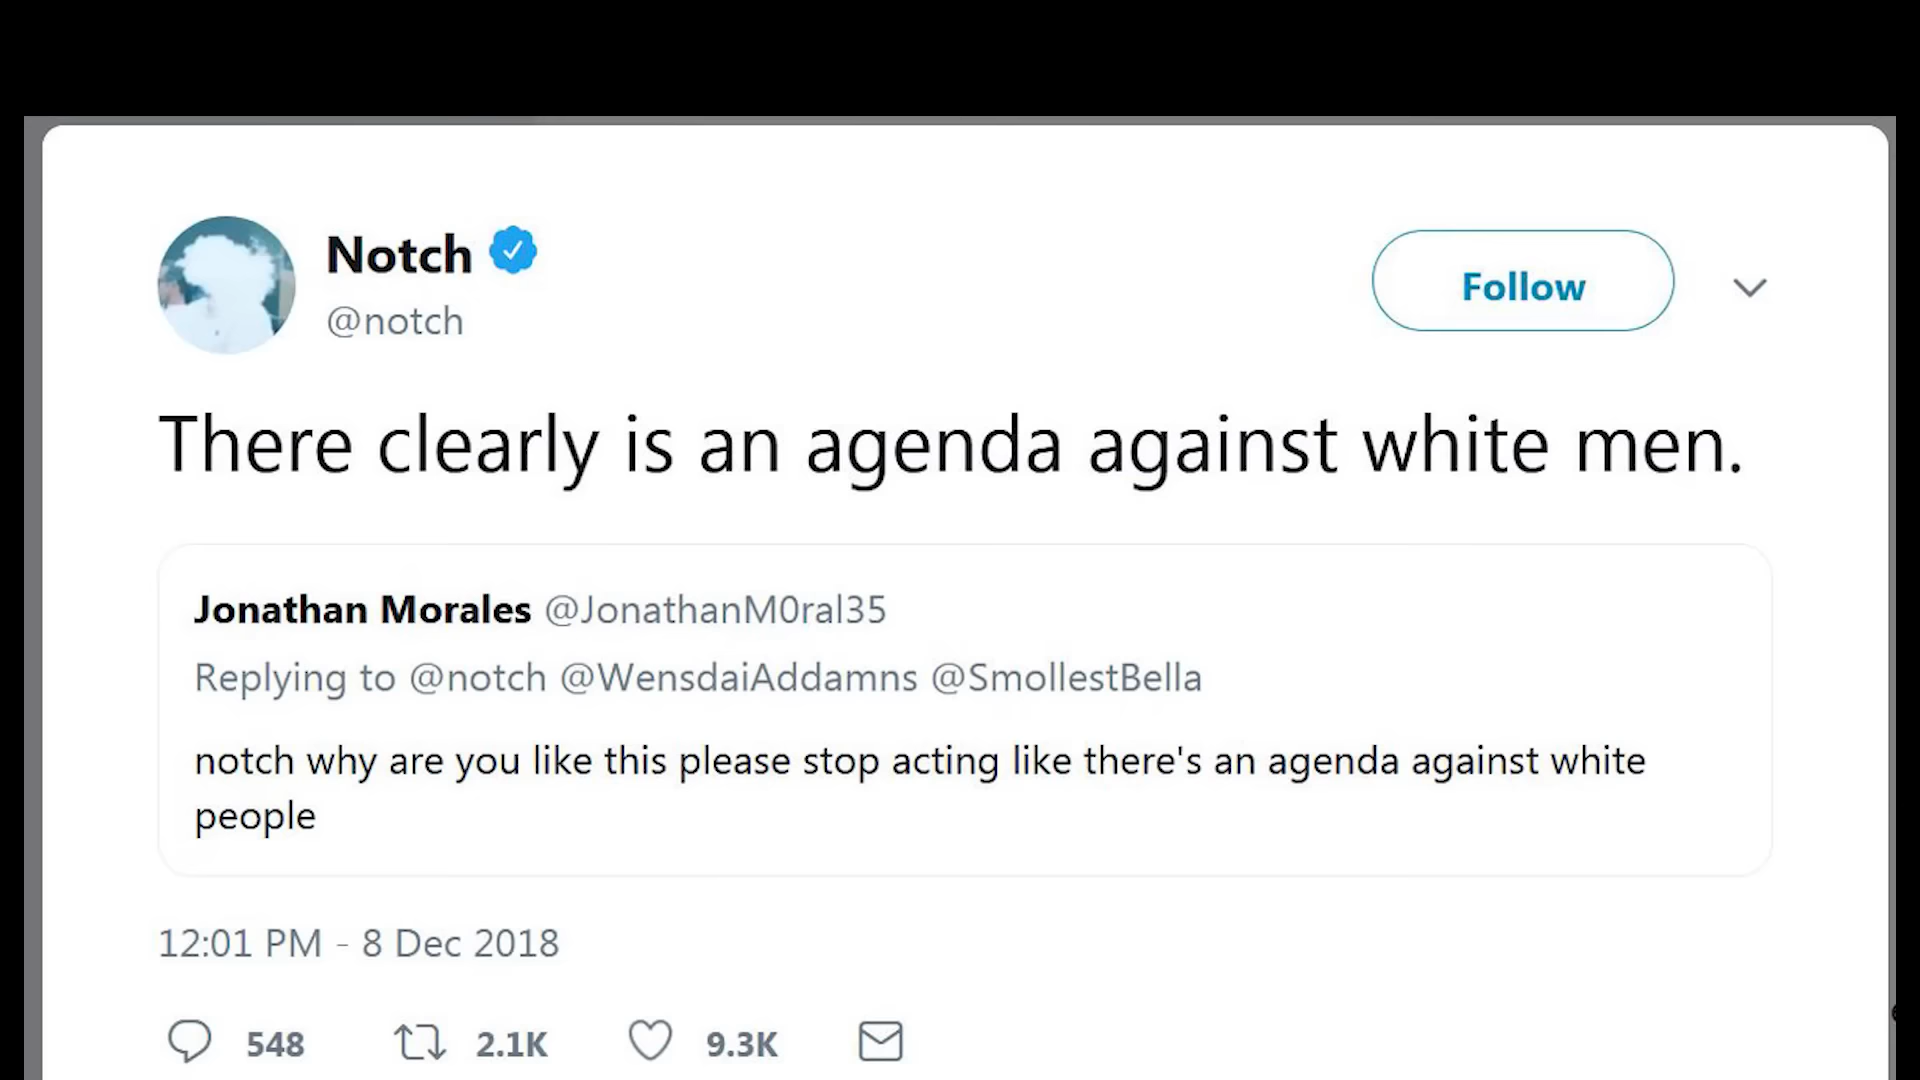 Notch
@notch
Follow
There clearly is an agenda against white men.
Jonathan Morales @JonathanM0ral35
Replying to @notch @WensdaiAddamns @SmollestBella
notch why are you like this please stop acting like there's an agenda against white
people
12:01 PM - 8 Dec 2018
548 2.1K 9.3K